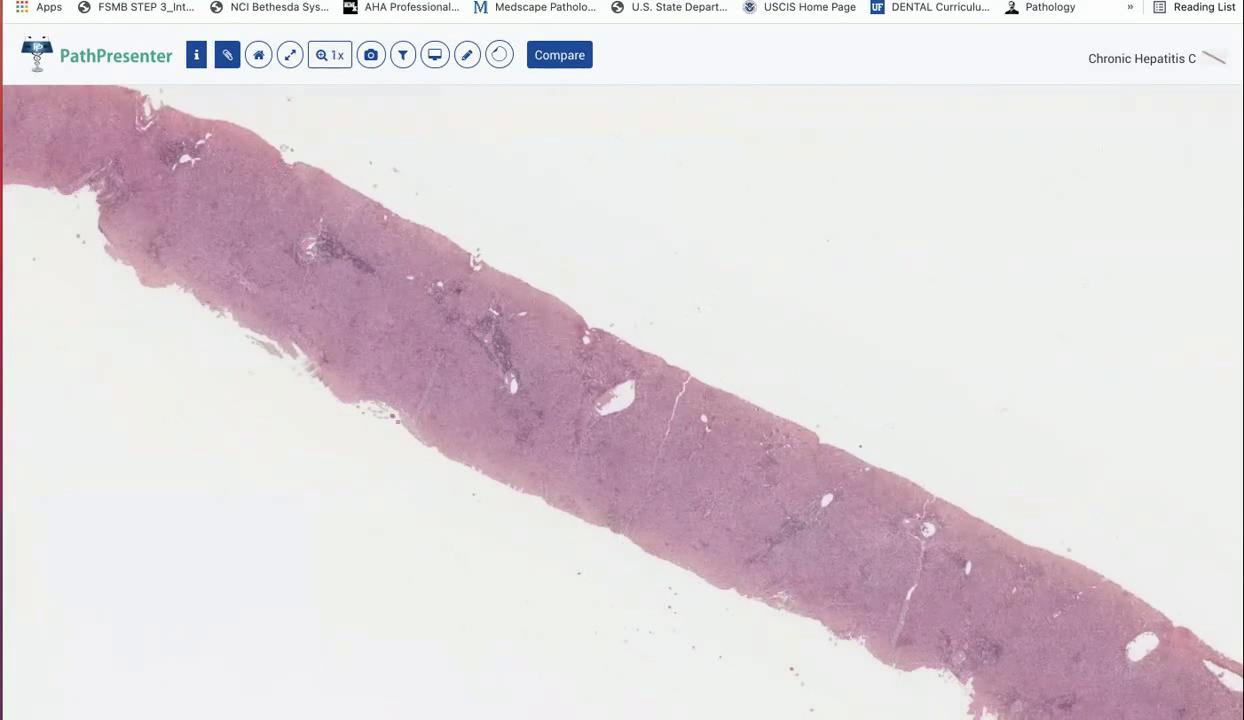 Apps FSMB STEP 3_Int... NCI Bethesda Sys... AHA Professional... Medscape Patholo... U.S. State Depart... USCIS Home Page UF DENTAL Curriculu... Pathology » Reading List
PathPresenter i 1x Compare Chronic Hepatitis C